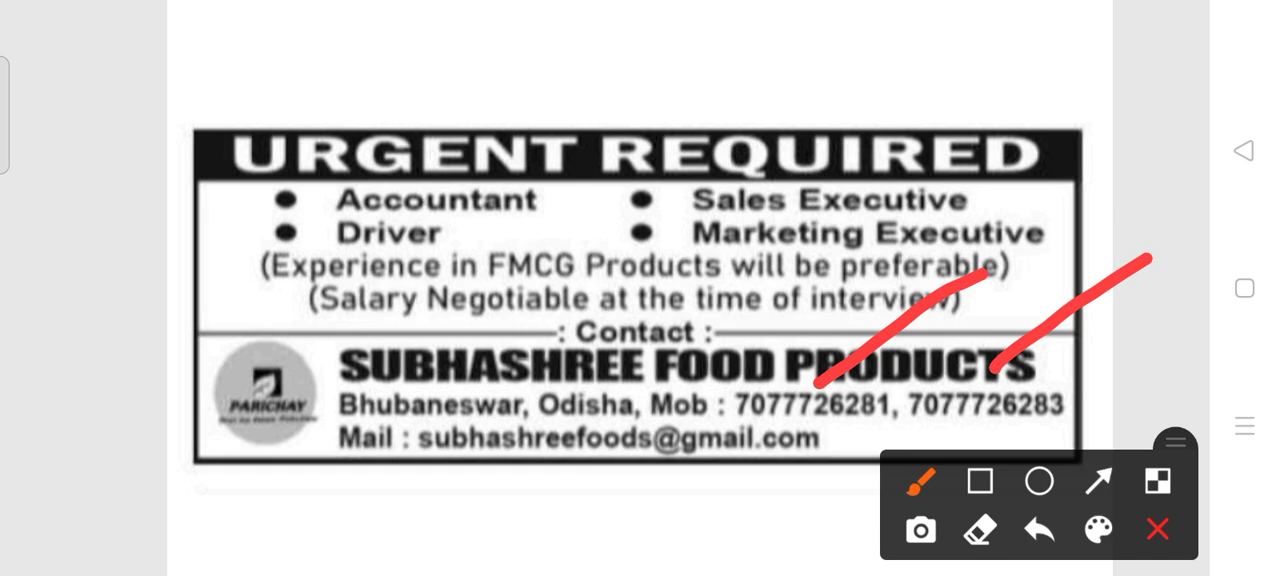 URGENT REQUIRED
• Accountant • Sales Executive
• Driver • Marketing Executive
(Experience in FMCG Products will be preferable)
(Salary Negotiable at the time of interview)
: Contact :
SUBHASHREE FOOD PRODUCTS
PARICHAY
Bhubaneswar, Odisha, Mob : 7077726281, 7077726283
Mail : subhashreefoods@gmail.com